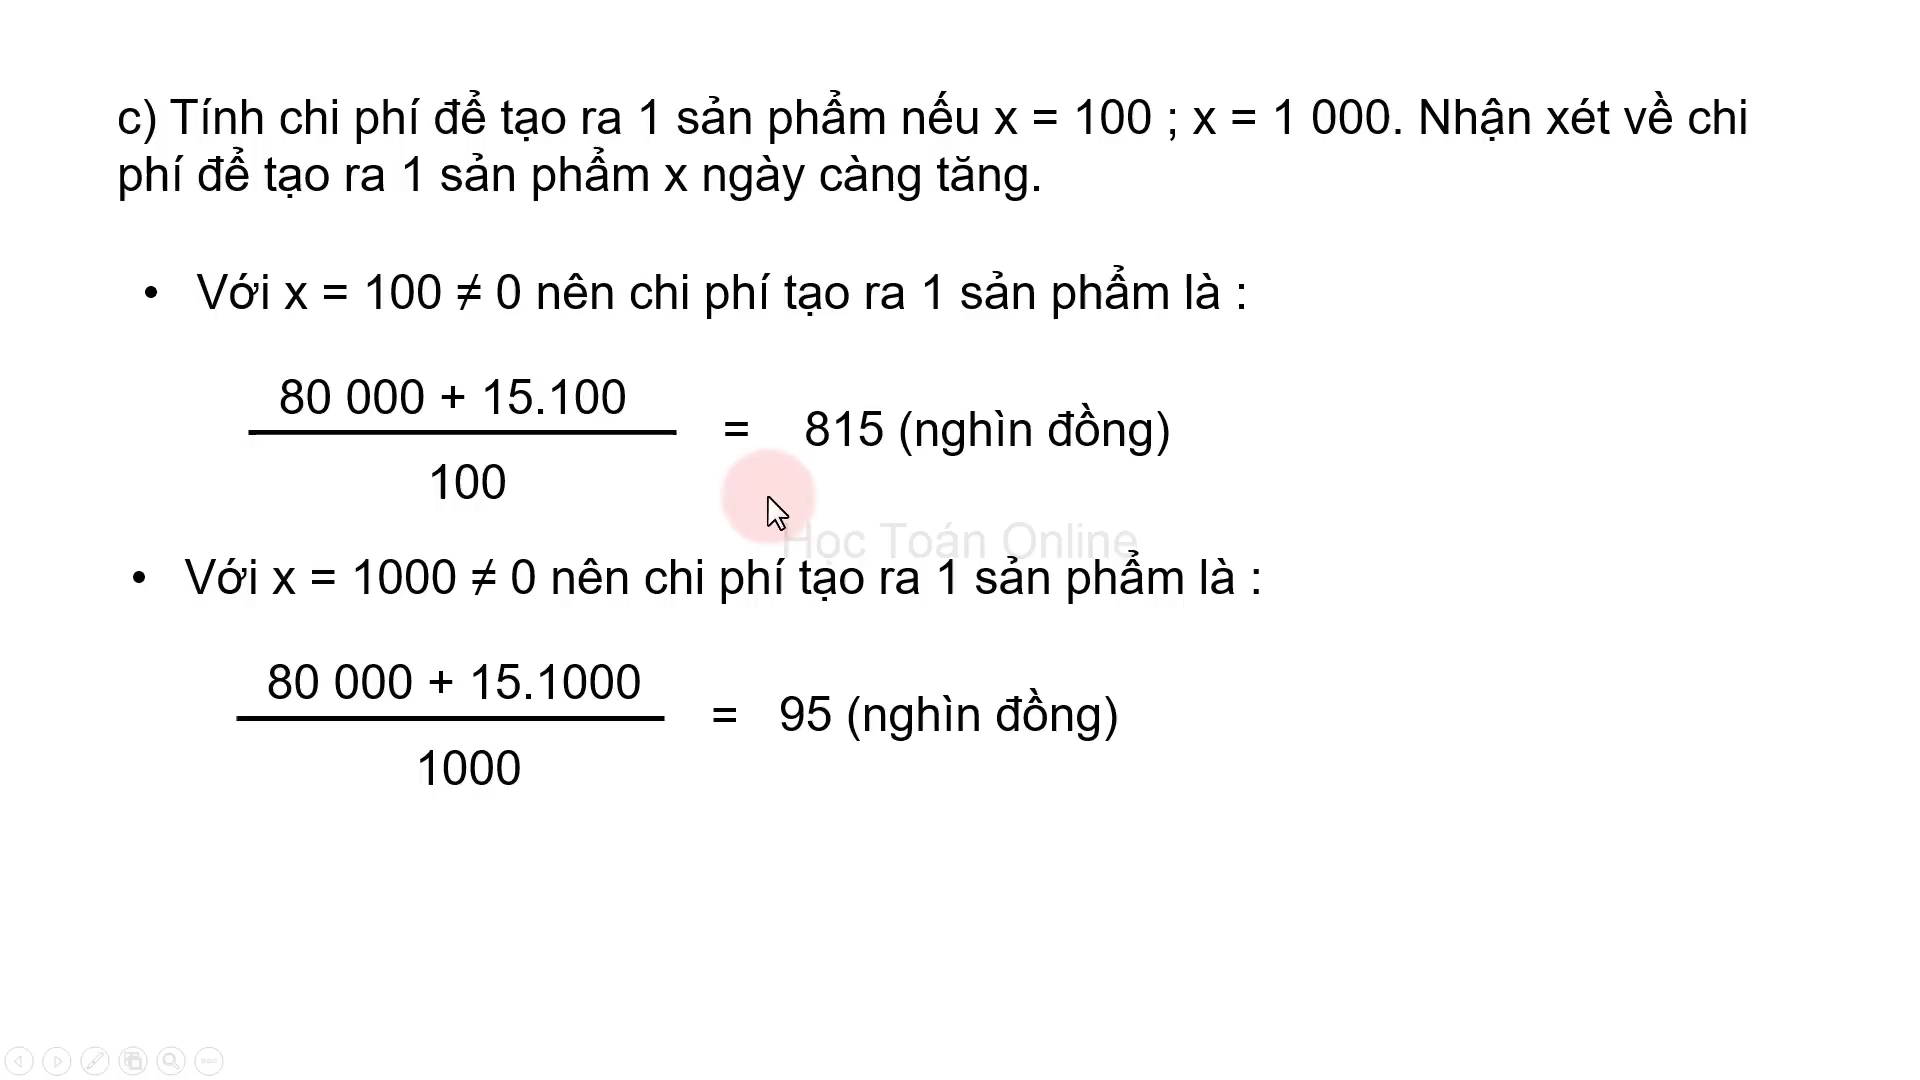 c) Tính chi phí để tạo ra 1 sản phẩm nếu x = 100 ; x = 1 000. Nhận xét về chi
phí để tạo ra 1 sản phẩm x ngày càng tăng.
• Với x = 100 ≠ 0 nên chi phí tạo ra 1 sản phẩm là :
80 000 + 15.100
= 815 (nghìn đồng)
100
Học Toán Online
• Với x = 1000 ≠ 0 nên chi phí tạo ra 1 sản phẩm là :
80 000 + 15.1000
= 95 (nghìn đồng)
1000